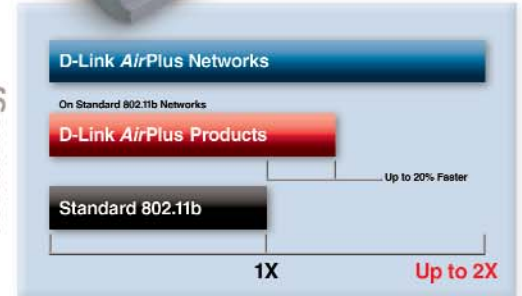 D-Link AirPlus Networks
On Standard 802.11b Networks
D-Link AirPlus Products
Up to 20% Faster
Standard 802.11b
1X
Up to 2X